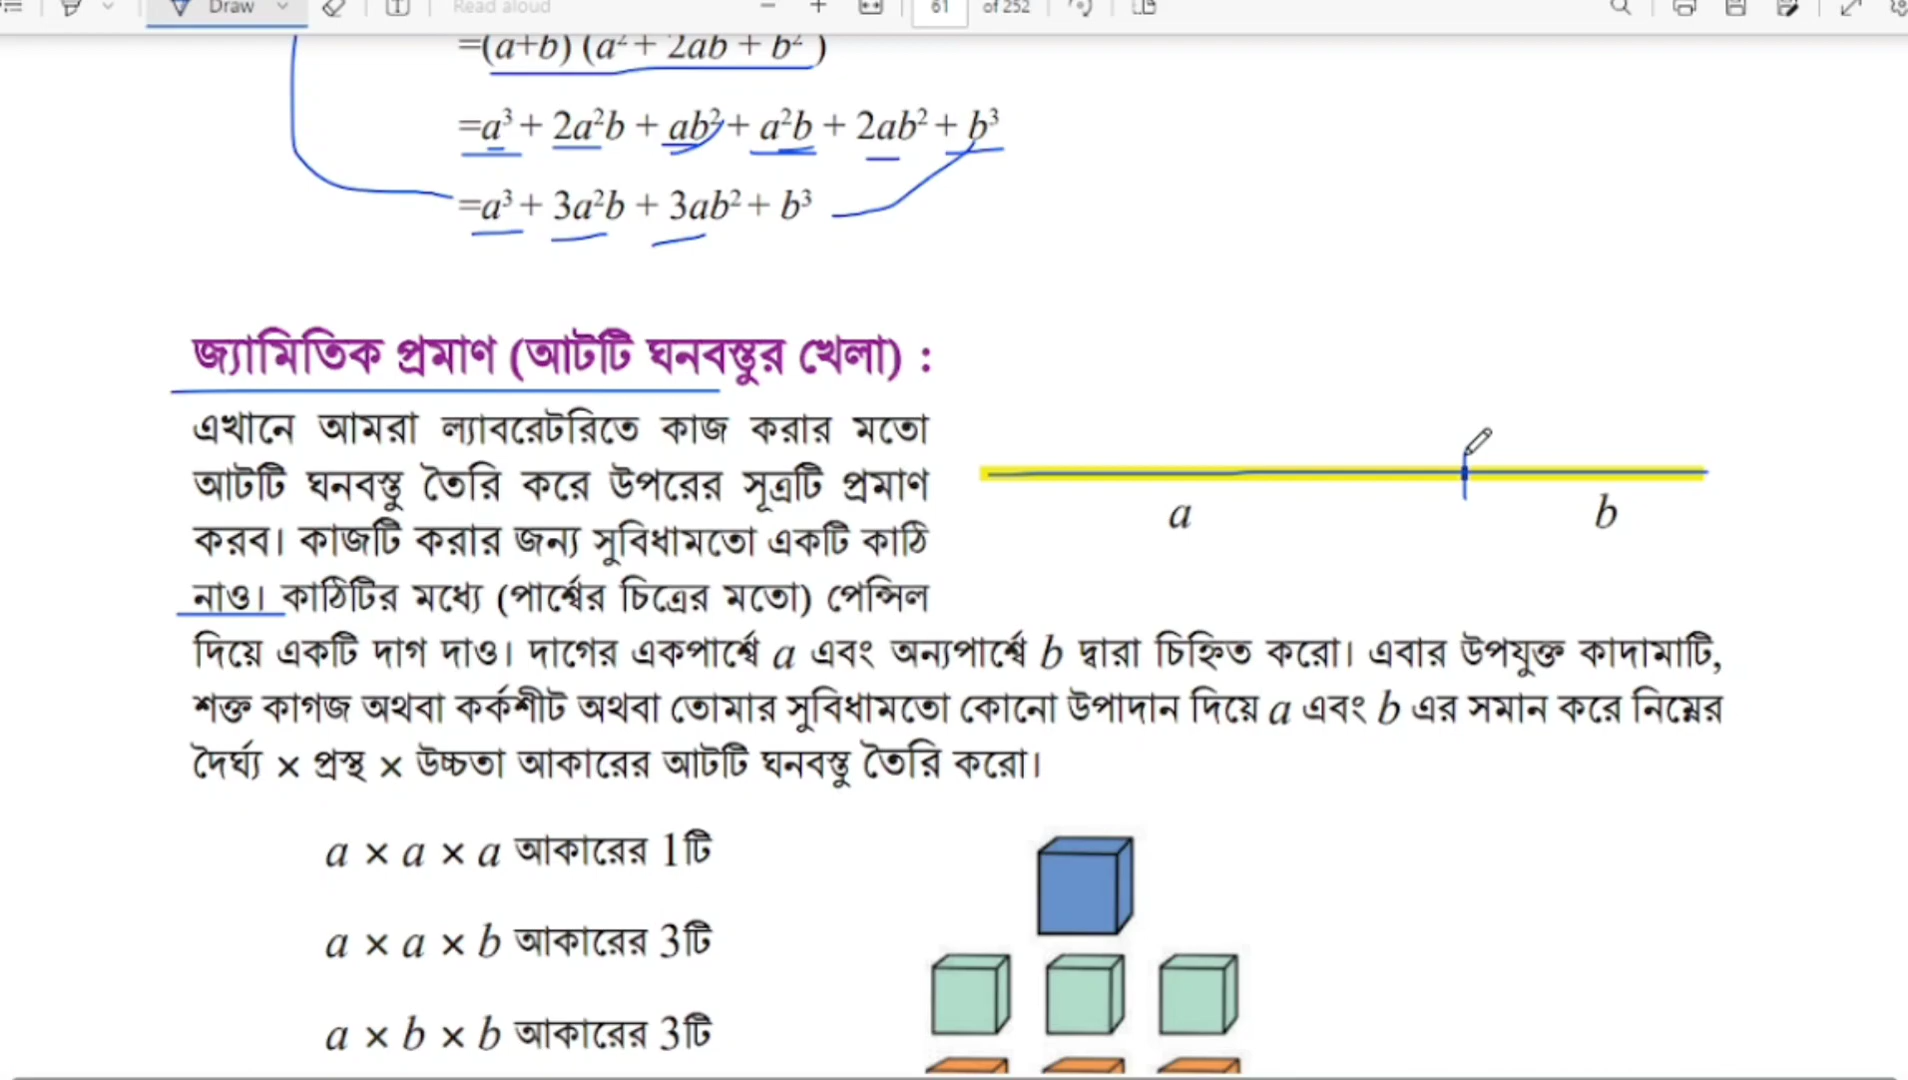 Draw
Read aloud
61 of 252
=(a+b) (a² + 2ab + b² )
=a³ + 2a²b + ab² + a²b + 2ab² + b³
=a³ + 3a²b + 3ab² + b³
জ্যামিতিক প্রমাণ (আটটি ঘনবস্তুর খেলা) :
এখানে আমরা ল্যাবরেটরিতে কাজ করার মতো
আটটি ঘনবস্তু তৈরি করে উপরের সূত্রটি প্রমাণ
করব। কাজটি করার জন্য সুবিধামতো একটি কাঠি
নাও। কাঠিটির মধ্যে (পার্শ্বের চিত্রের মতো) পেন্সিল
a b
দিয়ে একটি দাগ দাও। দাগের একপার্শ্বে a এবং অন্যপার্শ্বে b দ্বারা চিহ্নিত করো। এবার উপযুক্ত কাদামাটি,
শক্ত কাগজ অথবা কর্কশীট অথবা তোমার সুবিধামতো কোনো উপাদান দিয়ে a এবং b এর সমান করে নিম্নের
দৈর্ঘ্য × প্রস্থ × উচ্চতা আকারের আটটি ঘনবস্তু তৈরি করো।
a × a × a আকারের 1টি
a × a × b আকারের 3টি
a × b × b আকারের 3টি